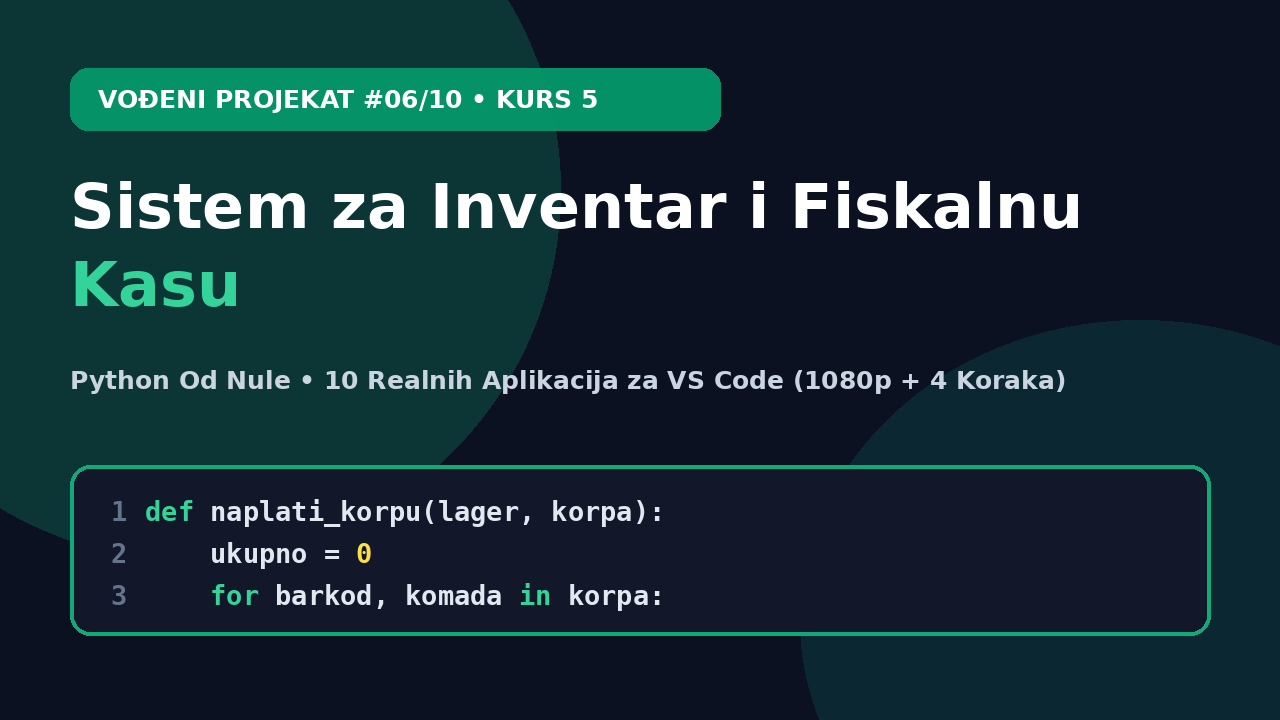 VOĐENI PROJEKAT #06/10 • KURS 5
Sistem za Inventar i Fiskalnu
Kasu
Python Od Nule • 10 Realnih Aplikacija za VS Code (1080p + 4 Koraka)
1 def naplati_korpu(lager, korpa):
2     ukupno = 0
3     for barkod, komada in korpa: